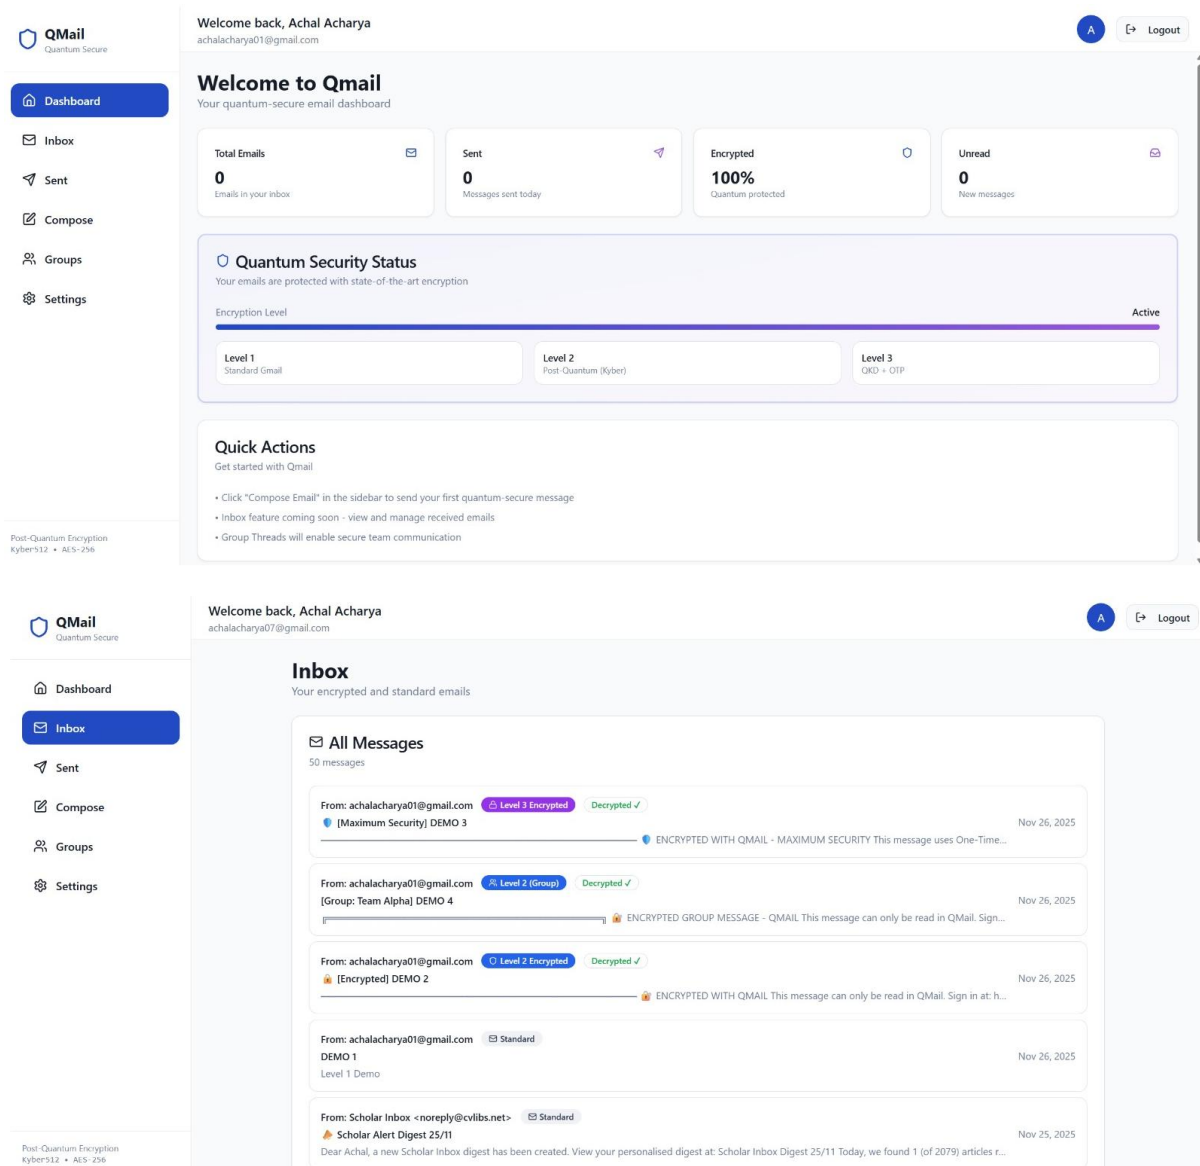 QMail
Quantum Secure
Welcome back, Achal Acharya
achalacharya01@gmail.com
A
Logout
Dashboard
Inbox
Sent
Compose
Groups
Settings
Post-Quantum Encryption
Kyber512 • AES-256
Welcome to Qmail
Your quantum-secure email dashboard
Total Emails
0
Emails in your inbox
Sent
0
Messages sent today
Encrypted
100%
Quantum protected
Unread
0
New messages
Quantum Security Status
Your emails are protected with state-of-the-art encryption
Encryption Level Active
Level 1
Standard Gmail
Level 2
Post-Quantum (Kyber)
Level 3
QKD + OTP
Quick Actions
Get started with Qmail
• Click "Compose Email" in the sidebar to send your first quantum-secure message
• Inbox feature coming soon - view and manage received emails
• Group Threads will enable secure team communication
QMail
Quantum Secure
Welcome back, Achal Acharya
achalacharya07@gmail.com
A
Logout
Dashboard
Inbox
Sent
Compose
Groups
Settings
Post-Quantum Encryption
Kyber512 • AES-256
Inbox
Your encrypted and standard emails
All Messages
50 messages
From: achalacharya01@gmail.com Level 3 Encrypted Decrypted ✓
[Maximum Security] DEMO 3 Nov 26, 2025
ENCRYPTED WITH QMAIL - MAXIMUM SECURITY This message uses One-Time...
From: achalacharya01@gmail.com Level 2 (Group) Decrypted ✓
[Group: Team Alpha] DEMO 4 Nov 26, 2025
ENCRYPTED GROUP MESSAGE - QMAIL This message can only be read in QMail. Sign...
From: achalacharya01@gmail.com Level 2 Encrypted Decrypted ✓
[Encrypted] DEMO 2 Nov 26, 2025
ENCRYPTED WITH QMAIL This message can only be read in QMail. Sign in at: h...
From: achalacharya01@gmail.com Standard
DEMO 1 Nov 26, 2025
Level 1 Demo
From: Scholar Inbox <noreply@cvlibs.net> Standard
Scholar Alert Digest 25/11 Nov 25, 2025
Dear Achal, a new Scholar Inbox digest has been created. View your personalised digest at: Scholar Inbox Digest 25/11 Today, we found 1 (of 2079) articles r...